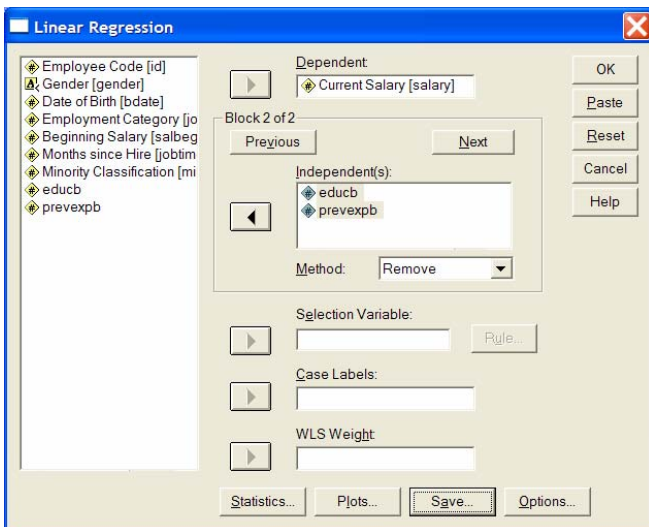 Linear Regression
Employee Code [id]
Gender [gender]
Date of Birth [bdate]
Employment Category [jo
Beginning Salary [salbeg
Months since Hire [jobtim
Minority Classification [mi
educb
prevexpb
Dependent:
Current Salary [salary]
Block 2 of 2
Previous
Next
Independent(s):
educb
prevexpb
Method:
Remove
Selection Variable:
Rule...
Case Labels:
WLS Weight:
Statistics...
Plots...
Save...
Options...
OK
Paste
Reset
Cancel
Help